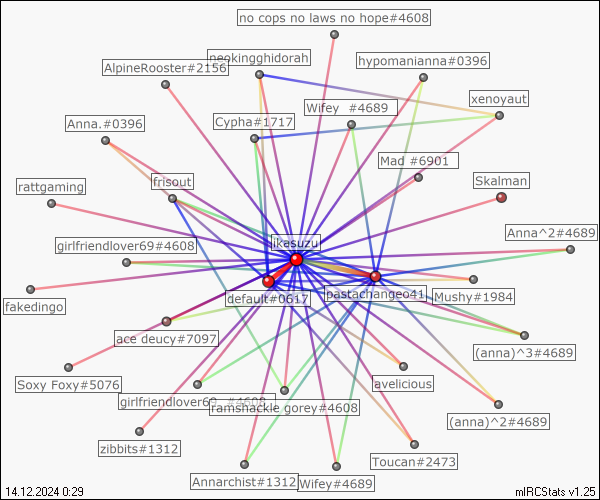 no cops no laws no hope#4608
neokingghidorah
hypomanianna#0396
AlpineRooster#2156
xenoyaut
Wifey #4689
Cypha#1717
Anna.#0396
Mad #6901
frisout
Skalman
rattgaming
Anna^2#4689
ikesuzu
girlfriendlover69#4608
default#0617
pastachango41
Mushy#1984
fakedingo
ace deucy#7097
(anna)^3#4689
Soxy Foxy#5076
avelicious
girlfriendlover69_#4608
ramshackle gorey#4608
(anna)^2#4689
zibbits#1312
Toucan#2473
Annarchist#1312
Wifey#4689
14.12.2024 0:29
mIRCStats v1.25